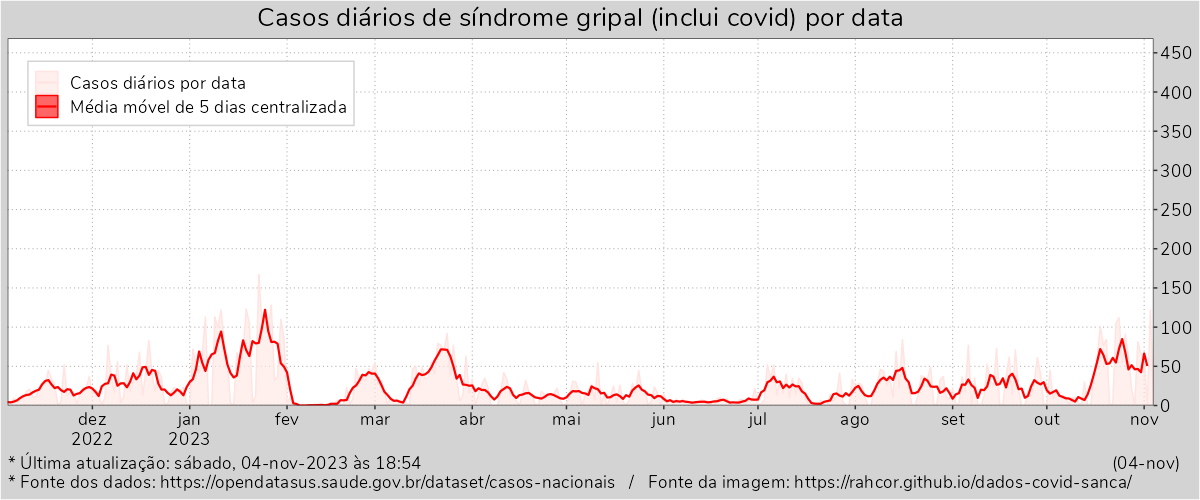 Casos diários de síndrome gripal (inclui covid) por data
Casos diários por data
Média móvel de 5 dias centralizada
450
400
350
300
250
200
150
100
50
0
dez jan fev mar abr mai jun jul ago set out nov
2022 2023
* Última atualização: sábado, 04-nov-2023 às 18:54 (04-nov)
* Fonte dos dados: https://opendatasus.saude.gov.br/dataset/casos-nacionais / Fonte da imagem: https://rahcor.github.io/dados-covid-sanca/